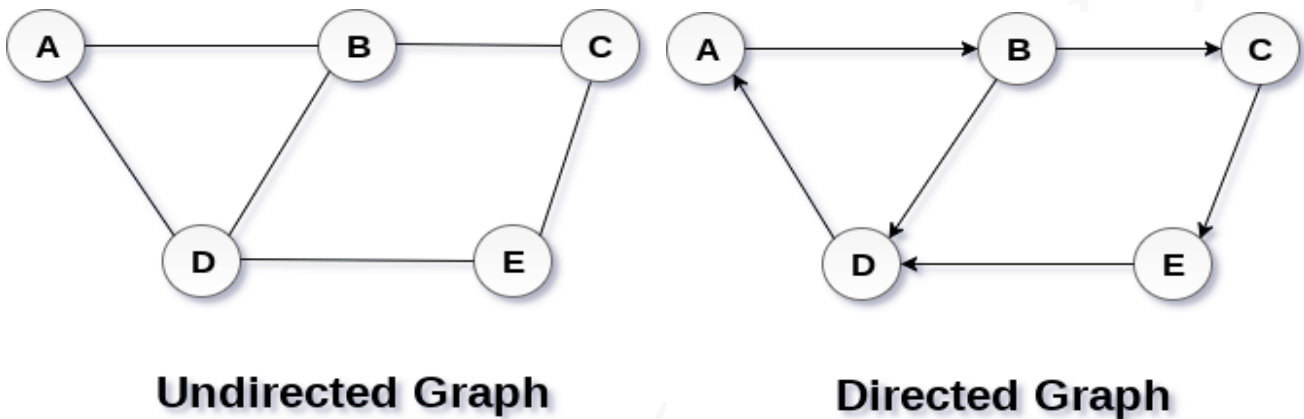 A B C
D E
Undirected Graph
A B C
D E
Directed Graph